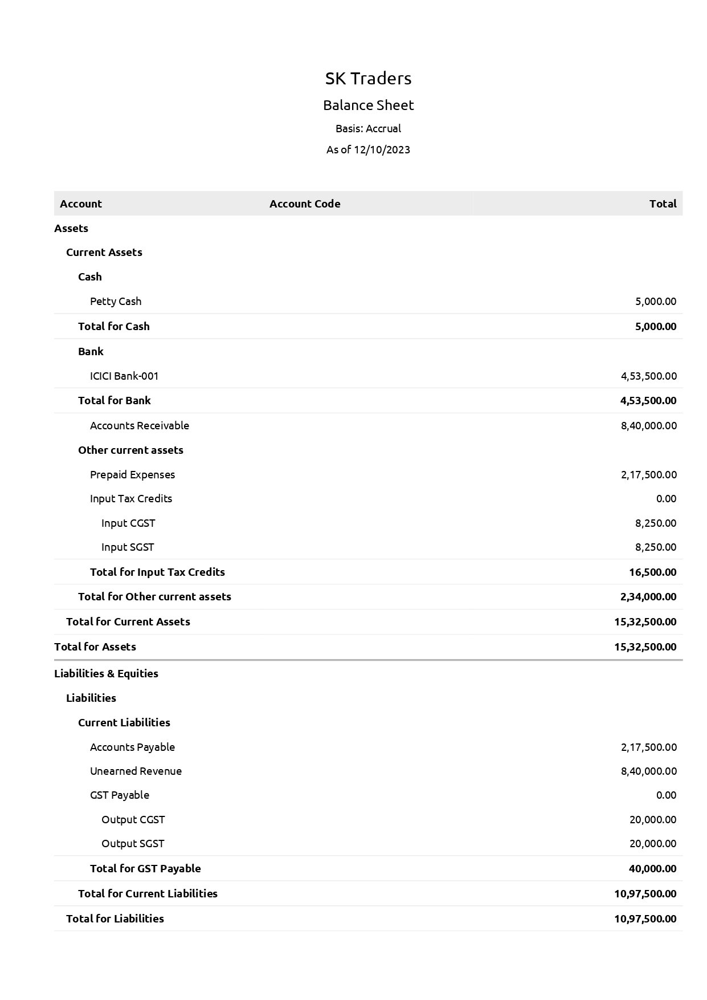 SK Traders
Balance Sheet
Basis: Accrual
As of 12/10/2023
Account Account Code Total
Assets
Current Assets
Cash
Petty Cash 5,000.00
Total for Cash 5,000.00
Bank
ICICI Bank-001 4,53,500.00
Total for Bank 4,53,500.00
Accounts Receivable 8,40,000.00
Other current assets
Prepaid Expenses 2,17,500.00
Input Tax Credits 0.00
Input CGST 8,250.00
Input SGST 8,250.00
Total for Input Tax Credits 16,500.00
Total for Other current assets 2,34,000.00
Total for Current Assets 15,32,500.00
Total for Assets 15,32,500.00
Liabilities & Equities
Liabilities
Current Liabilities
Accounts Payable 2,17,500.00
Unearned Revenue 8,40,000.00
GST Payable 0.00
Output CGST 20,000.00
Output SGST 20,000.00
Total for GST Payable 40,000.00
Total for Current Liabilities 10,97,500.00
Total for Liabilities 10,97,500.00